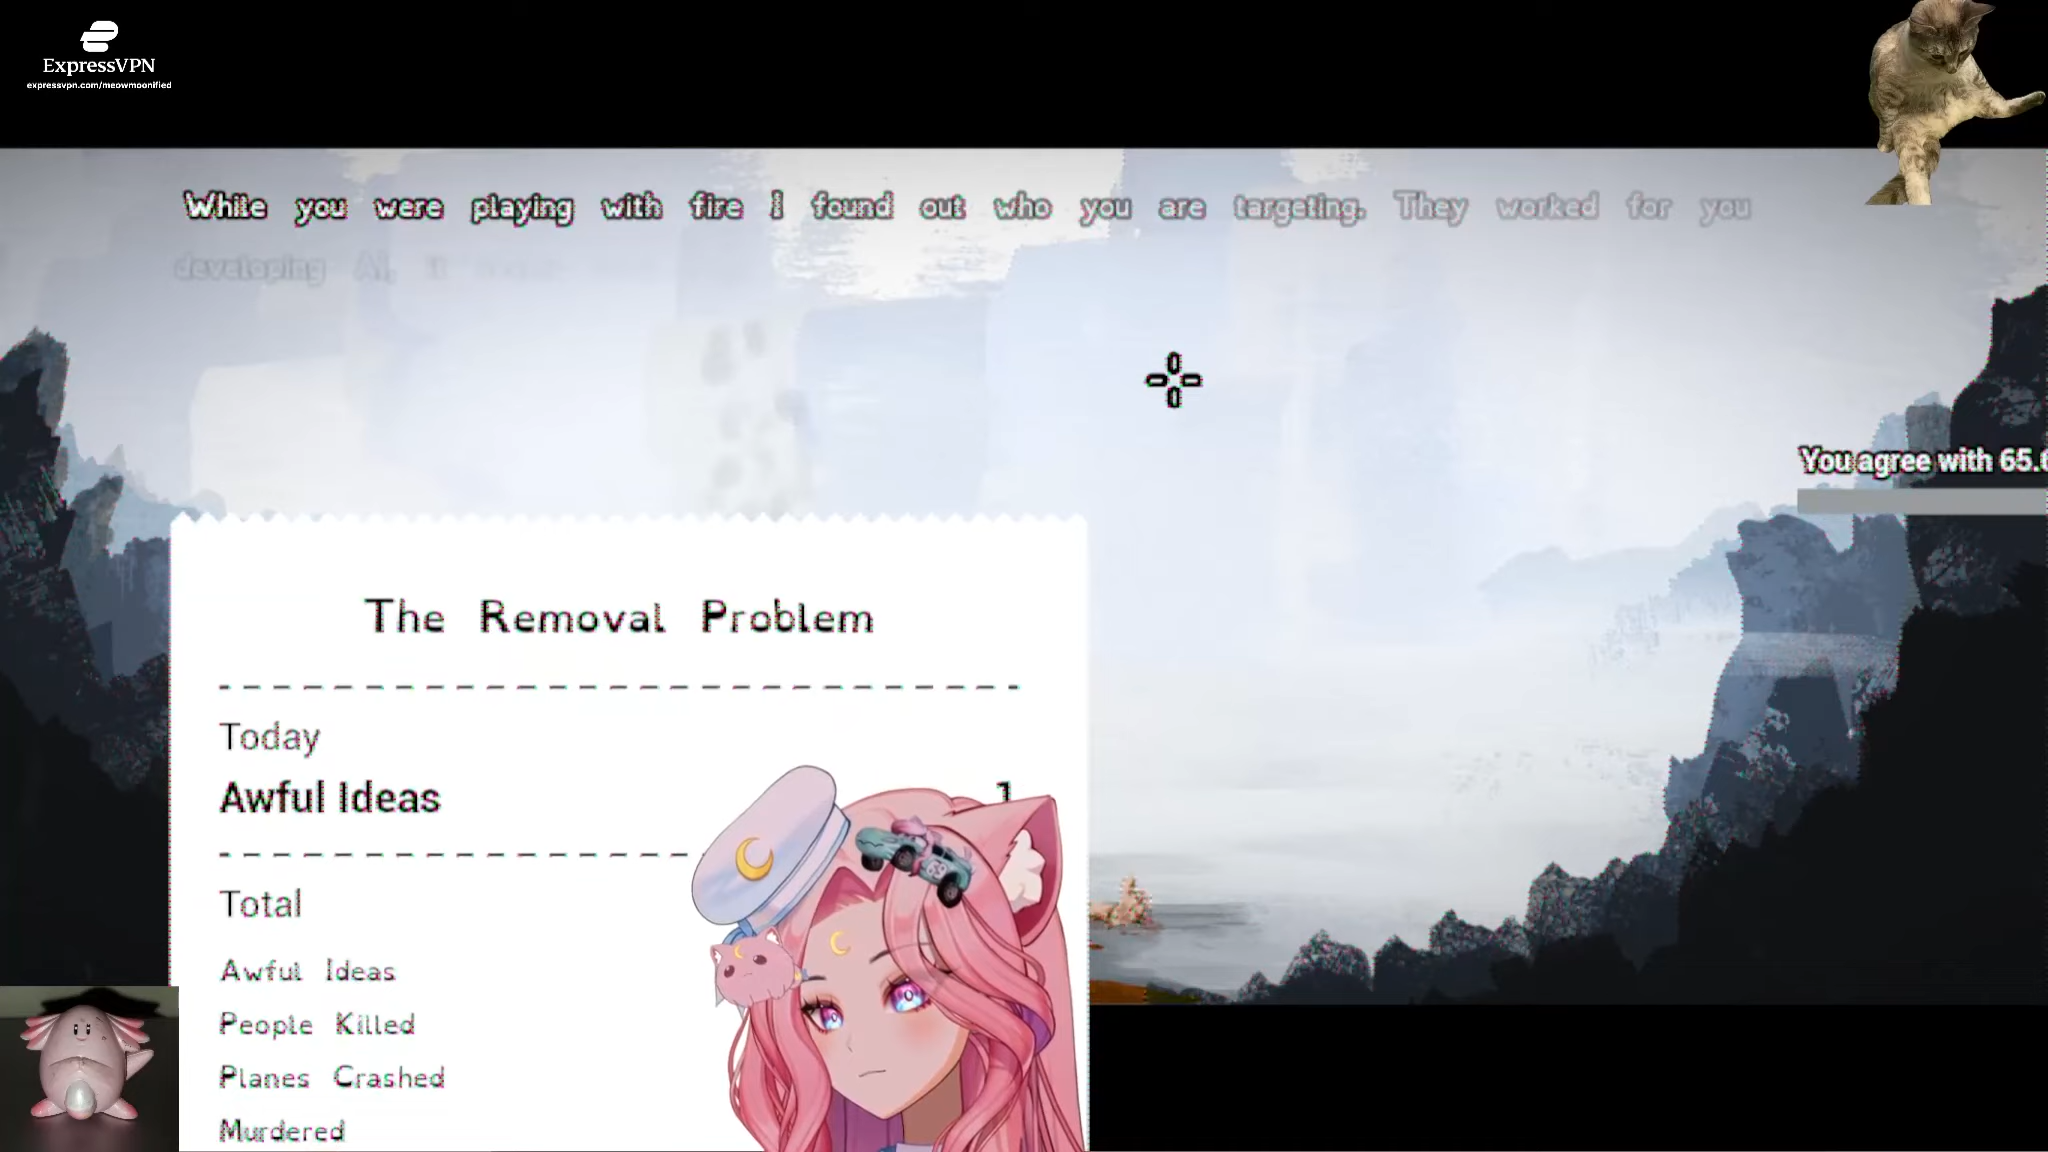 ExpressVPN
expressvpn.com/meowmoonified
While you were playing with fire I found out who you are targeting. They worked for you
developing AI, it
You agree with 65.
The Removal Problem
Today
Awful Ideas 1
Total
Awful Ideas
People Killed
Planes Crashed
Murdered